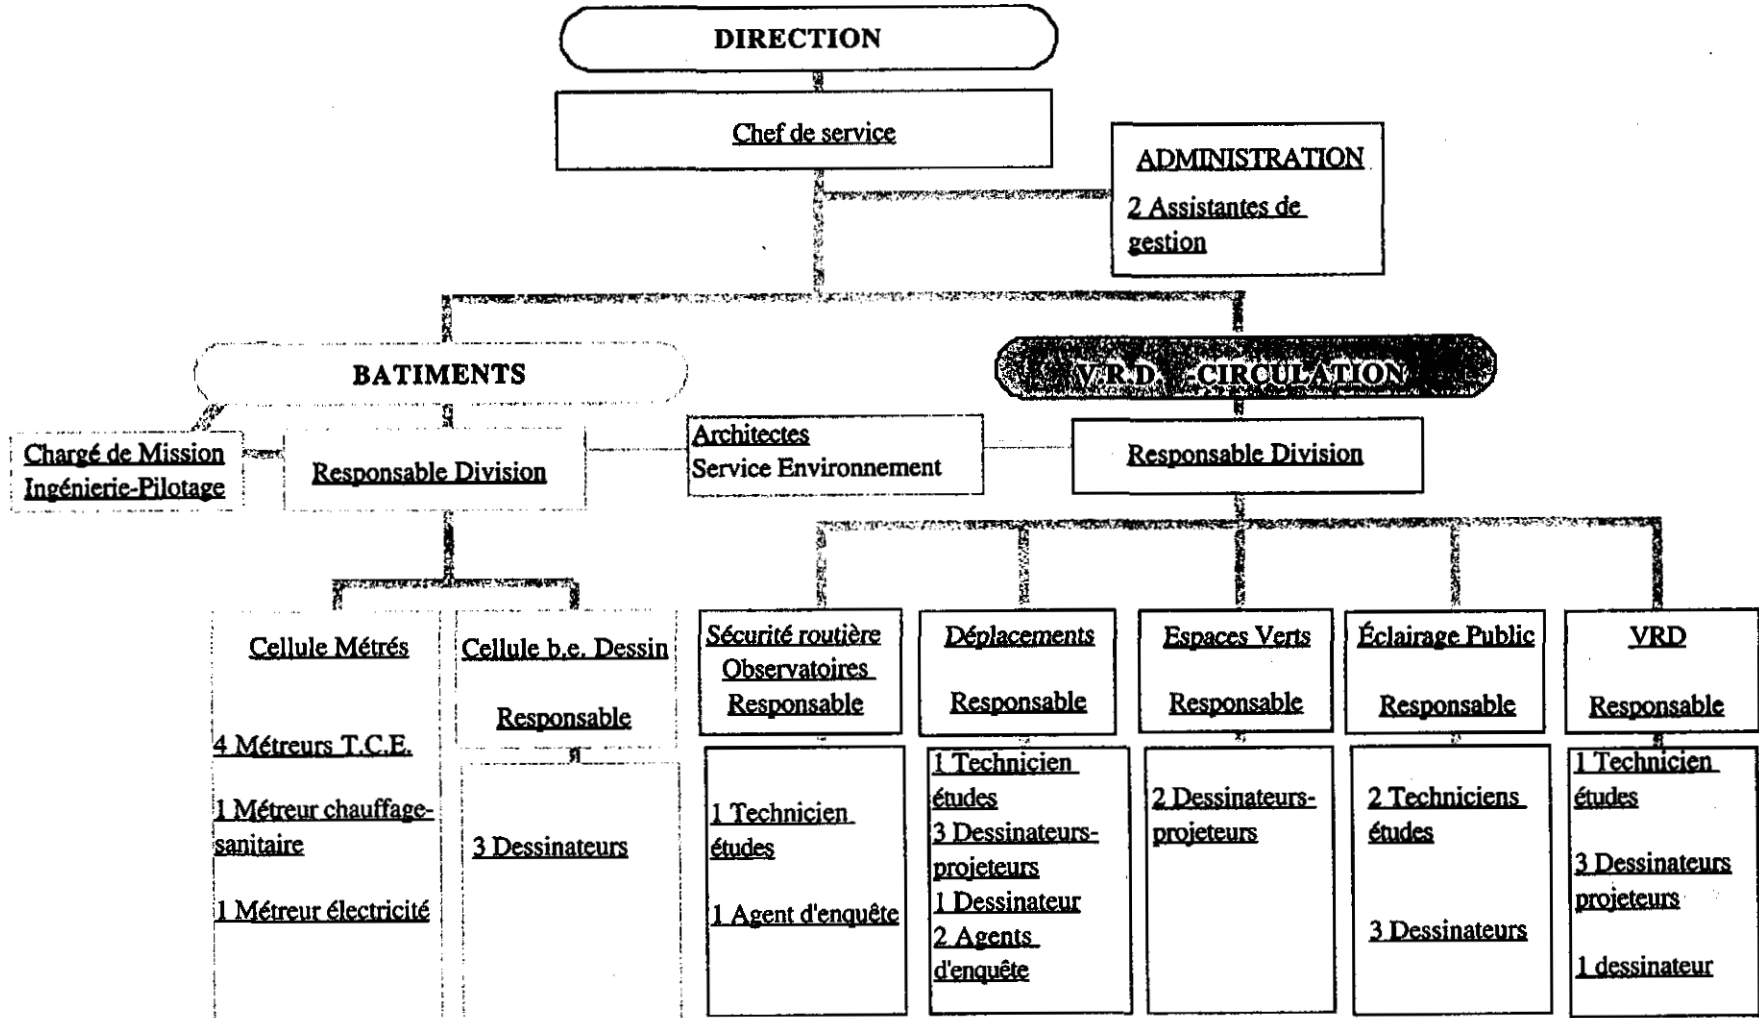 DIRECTION
Chef de service
ADMINISTRATION
2 Assistantes de
gestion
BATIMENTS
V.R.D. -CIRCULATION
Chargé de Mission
Ingénierie-Pilotage
Responsable Division
Architectes
Service Environnement
Responsable Division
Cellule Métrés
4 Métreurs T.C.E.
1 Métreur chauffage-
sanitaire
1 Métreur électricité
Cellule b.e. Dessin
Responsable
3 Dessinateurs
Sécurité routière
Observatoires
Responsable
1 Technicien
études
1 Agent d'enquête
Déplacements
Responsable
1 Technicien
études
3 Dessinateurs-
projeteurs
1 Dessinateur
2 Agents
d'enquête
Espaces Verts
Responsable
2 Dessinateurs-
projeteurs
Éclairage Public
Responsable
2 Techniciens
études
3 Dessinateurs
VRD
Responsable
1 Technicien
études
3 Dessinateurs
projeteurs
1 dessinateur